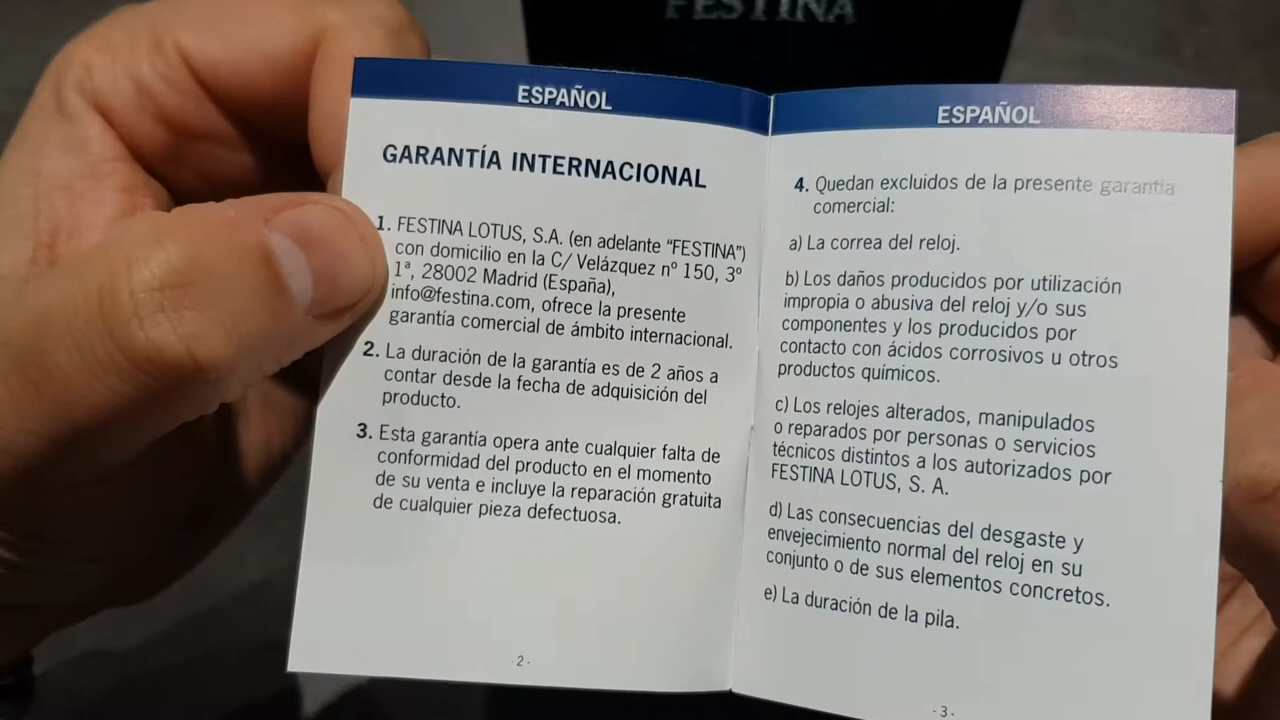 FESTINA
ESPAÑOL
GARANTÍA INTERNACIONAL
1. FESTINA LOTUS, S.A. (en adelante “FESTINA”)
con domicilio en la C/ Velázquez nº 150, 3º
1ª, 28002 Madrid (España),
info@festina.com, ofrece la presente
garantía comercial de ámbito internacional.
2. La duración de la garantía es de 2 años a
contar desde la fecha de adquisición del
producto.
3. Esta garantía opera ante cualquier falta de
conformidad del producto en el momento
de su venta e incluye la reparación gratuita
de cualquier pieza defectuosa.
- 2 -
ESPAÑOL
4. Quedan excluidos de la presente garantía
comercial:
a) La correa del reloj.
b) Los daños producidos por utilización
impropia o abusiva del reloj y/o sus
componentes y los producidos por
contacto con ácidos corrosivos u otros
productos químicos.
c) Los relojes alterados, manipulados
o reparados por personas o servicios
técnicos distintos a los autorizados por
FESTINA LOTUS, S. A.
d) Las consecuencias del desgaste y
envejecimiento normal del reloj en su
conjunto o de sus elementos concretos.
e) La duración de la pila.
- 3 -